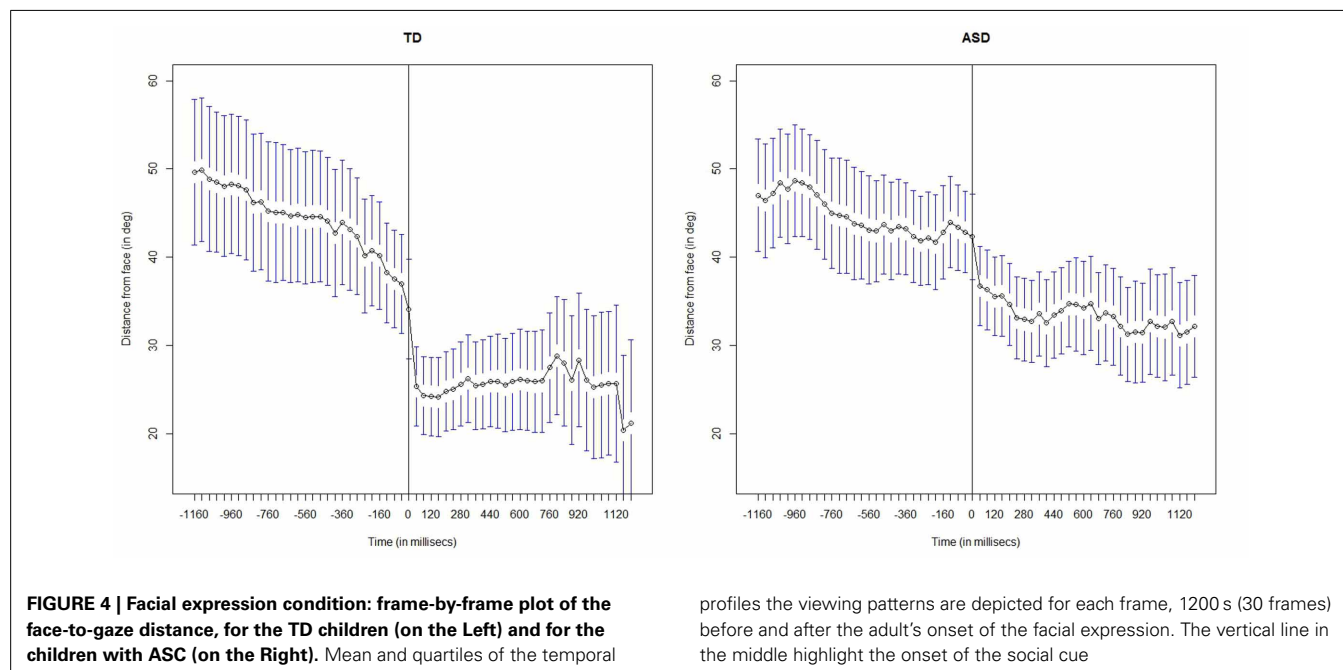 TD
Distance from face (in deg)
60
50
40
30
20
-1160 -960 -760 -560 -360 -160 0 120 280 440 600 760 920 1120
Time (in millisecs)
ASD
Distance from face (in deg)
60
50
40
30
20
-1160 -960 -760 -560 -360 -160 0 120 280 440 600 760 920 1120
Time (in millisecs)
FIGURE 4 | Facial expression condition: frame-by-frame plot of the
face-to-gaze distance, for the TD children (on the Left) and for the
children with ASC (on the Right). Mean and quartiles of the temporal
profiles the viewing patterns are depicted for each frame, 1200 s (30 frames)
before and after the adult's onset of the facial expression. The vertical line in
the middle highlight the onset of the social cue